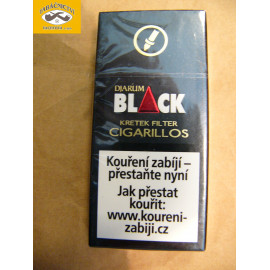 DJARUM
BLACK
KRETEK FILTER
CIGARILLOS
Kouření zabíjí –
přestaňte nyní
Jak přestat
kouřit:
www.koureni-
zabiji.cz